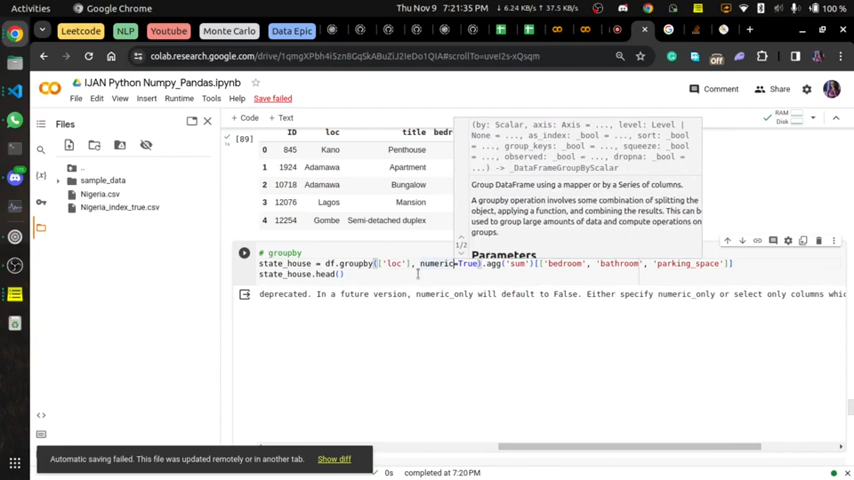 Activities
Google Chrome
Thu Nov 9 7:21:35 PM
6.24 KB/s
37.5 KB/s
100 %
Leetcode
NLP
Youtube
Monte Carlo
Data Epic
colab.research.google.com/drive/1qmgXPbh4iSzn8GqSkABuZiJ2IeDo1QIA#scrollTo=uveI2s-xQsqm
Off
IJAN Python Numpy_Pandas.ipynb
File Edit View Insert Runtime Tools Help Save failed
Comment
Share
+ Code + Text
RAM
Disk
Files
..
sample_data
Nigeria.csv
Nigeria_index_true.csv
[89]
ID loc title
0 845 Kano Penthouse
1 1924 Adamawa Apartment
2 10718 Adamawa Bungalow
3 12076 Lagos Mansion
4 12254 Gombe Semi-detached duplex
(by: Scalar, axis: Axis = ..., level: Level |
None = ..., as_index: _bool = ..., sort: _bool
= ..., group_keys: _bool = ..., squeeze: _bool
= ..., observed: _bool = ..., dropna: _bool =
...) -> _DataFrameGroupByScalar
Group DataFrame using a mapper or by a Series of columns.
A groupby operation involves some combination of splitting the
object, applying a function, and combining the results. This can be
used to group large amounts of data and compute operations on
groups.
1/2
Parameters
# groupby
state_house = df.groupby(['loc'], numeric=True).agg('sum')[['bedroom', 'bathroom', 'parking_space']]
state_house.head()
deprecated. In a future version, numeric_only will default to False. Either specify numeric_only or select only columns
Automatic saving failed. This file was updated remotely or in another tab. Show diff
0s completed at 7:20PM